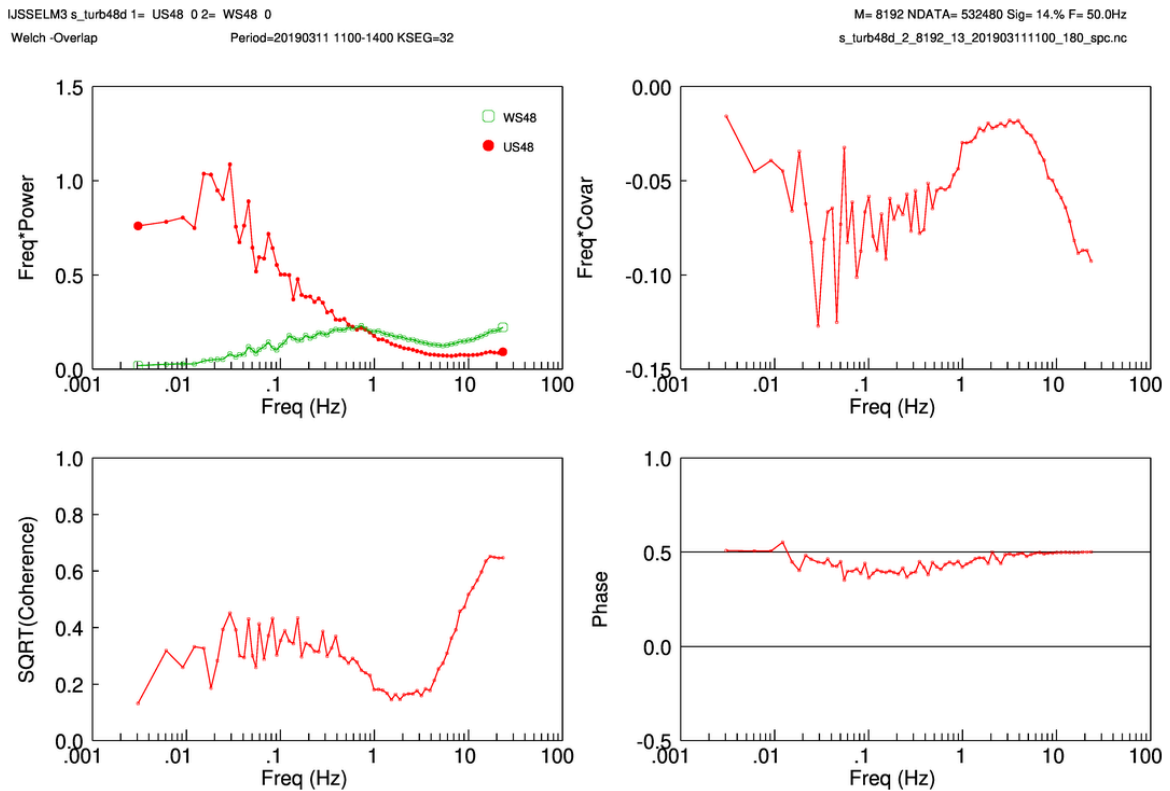 IJSSELM3 s_turb48d 1= US48 0 2= WS48 0
M= 8192 NDATA= 532480 Sig= 14.% F= 50.0Hz
Welch -Overlap
Period=20190311 1100-1400 KSEG=32
s_turb48d_2_8192_13_201903111100_180_spc.nc
1.5
1.0
0.5
0.0
Freq*Power
WS48
US48
.001 .01 .1 1 10 100
Freq (Hz)
0.00
-0.05
-0.10
-0.15
Freq*Covar
.001 .01 .1 1 10 100
Freq (Hz)
1.0
0.8
0.6
0.4
0.2
0.0
SQRT(Coherence)
.001 .01 .1 1 10 100
Freq (Hz)
1.0
0.5
0.0
-0.5
Phase
.001 .01 .1 1 10 100
Freq (Hz)